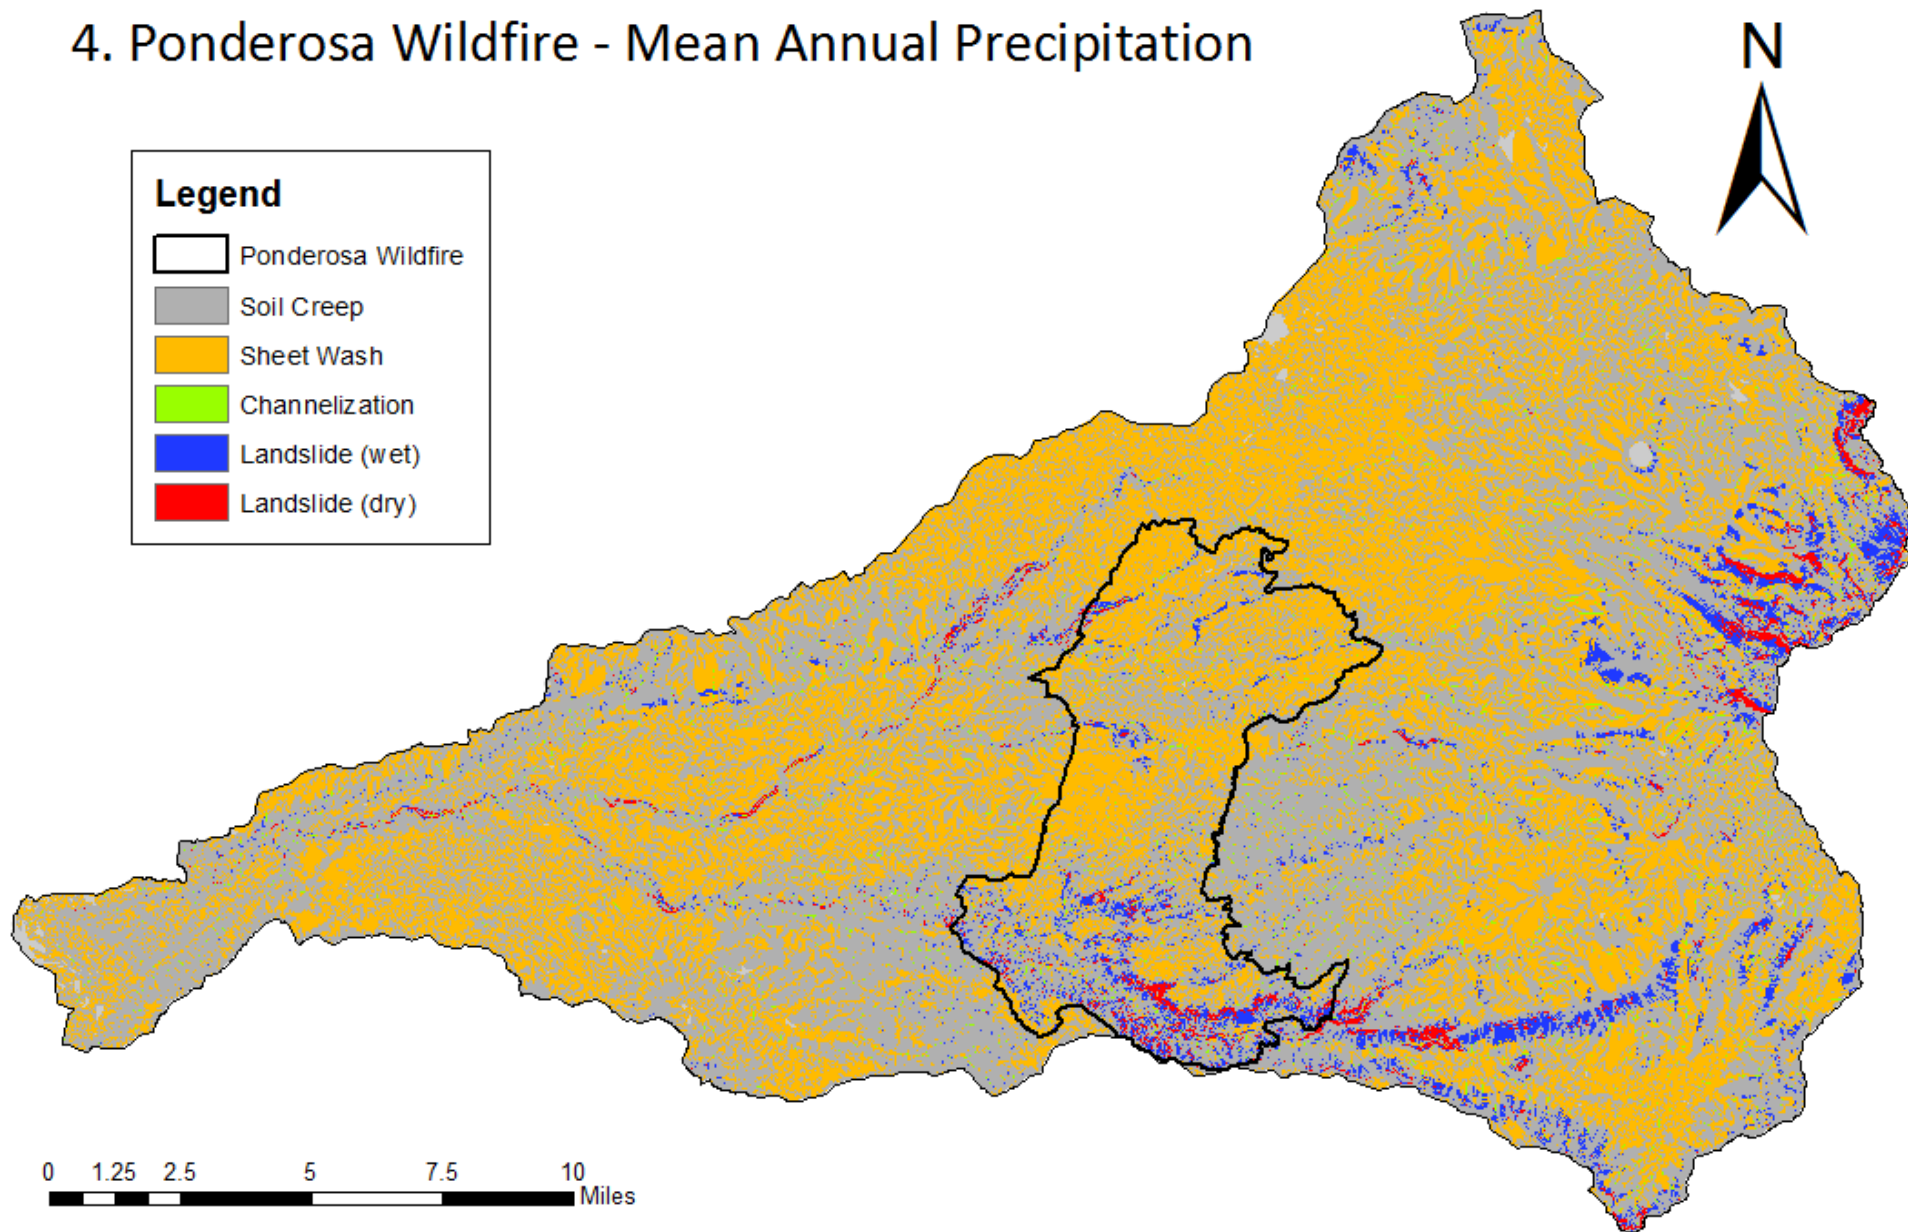 4. Ponderosa Wildfire - Mean Annual Precipitation
N
Legend
Ponderosa Wildfire
Soil Creep
Sheet Wash
Channelization
Landslide (wet)
Landslide (dry)
0 1.25 2.5 5 7.5 10
Miles